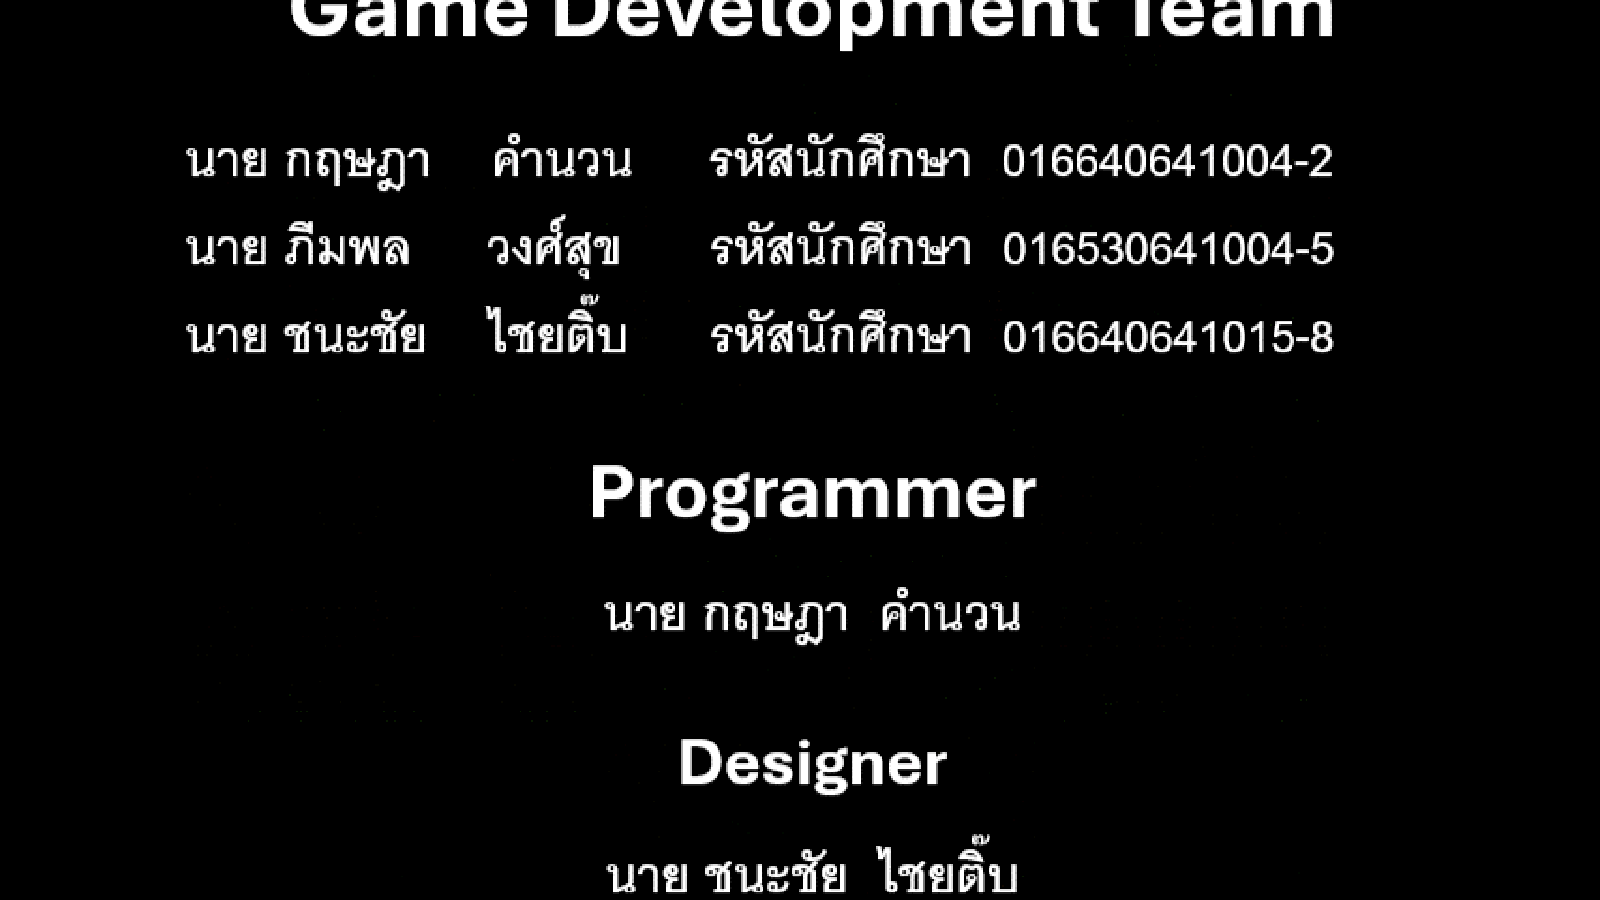 Game Development Team
นาย กฤษฎา คำนวน รหัสนักศึกษา 016640641004-2
นาย ภีมพล วงศ์สุข รหัสนักศึกษา 016530641004-5
นาย ชนะชัย ไชยติ๊บ รหัสนักศึกษา 016640641015-8
Programmer
นาย กฤษฎา คำนวน
Designer
นาย ชนะชัย ไชยติ๊บ